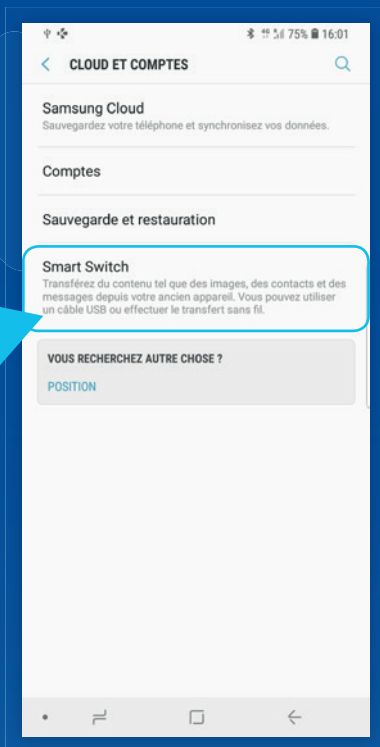 75% 16:01
CLOUD ET COMPTES
Samsung Cloud
Sauvegardez votre téléphone et synchronisez vos données.
Comptes
Sauvegarde et restauration
Smart Switch
Transférez du contenu tel que des images, des contacts et des
messages depuis votre ancien appareil. Vous pouvez utiliser
un câble USB ou effectuer le transfert sans fil.
VOUS RECHERCHEZ AUTRE CHOSE ?
POSITION